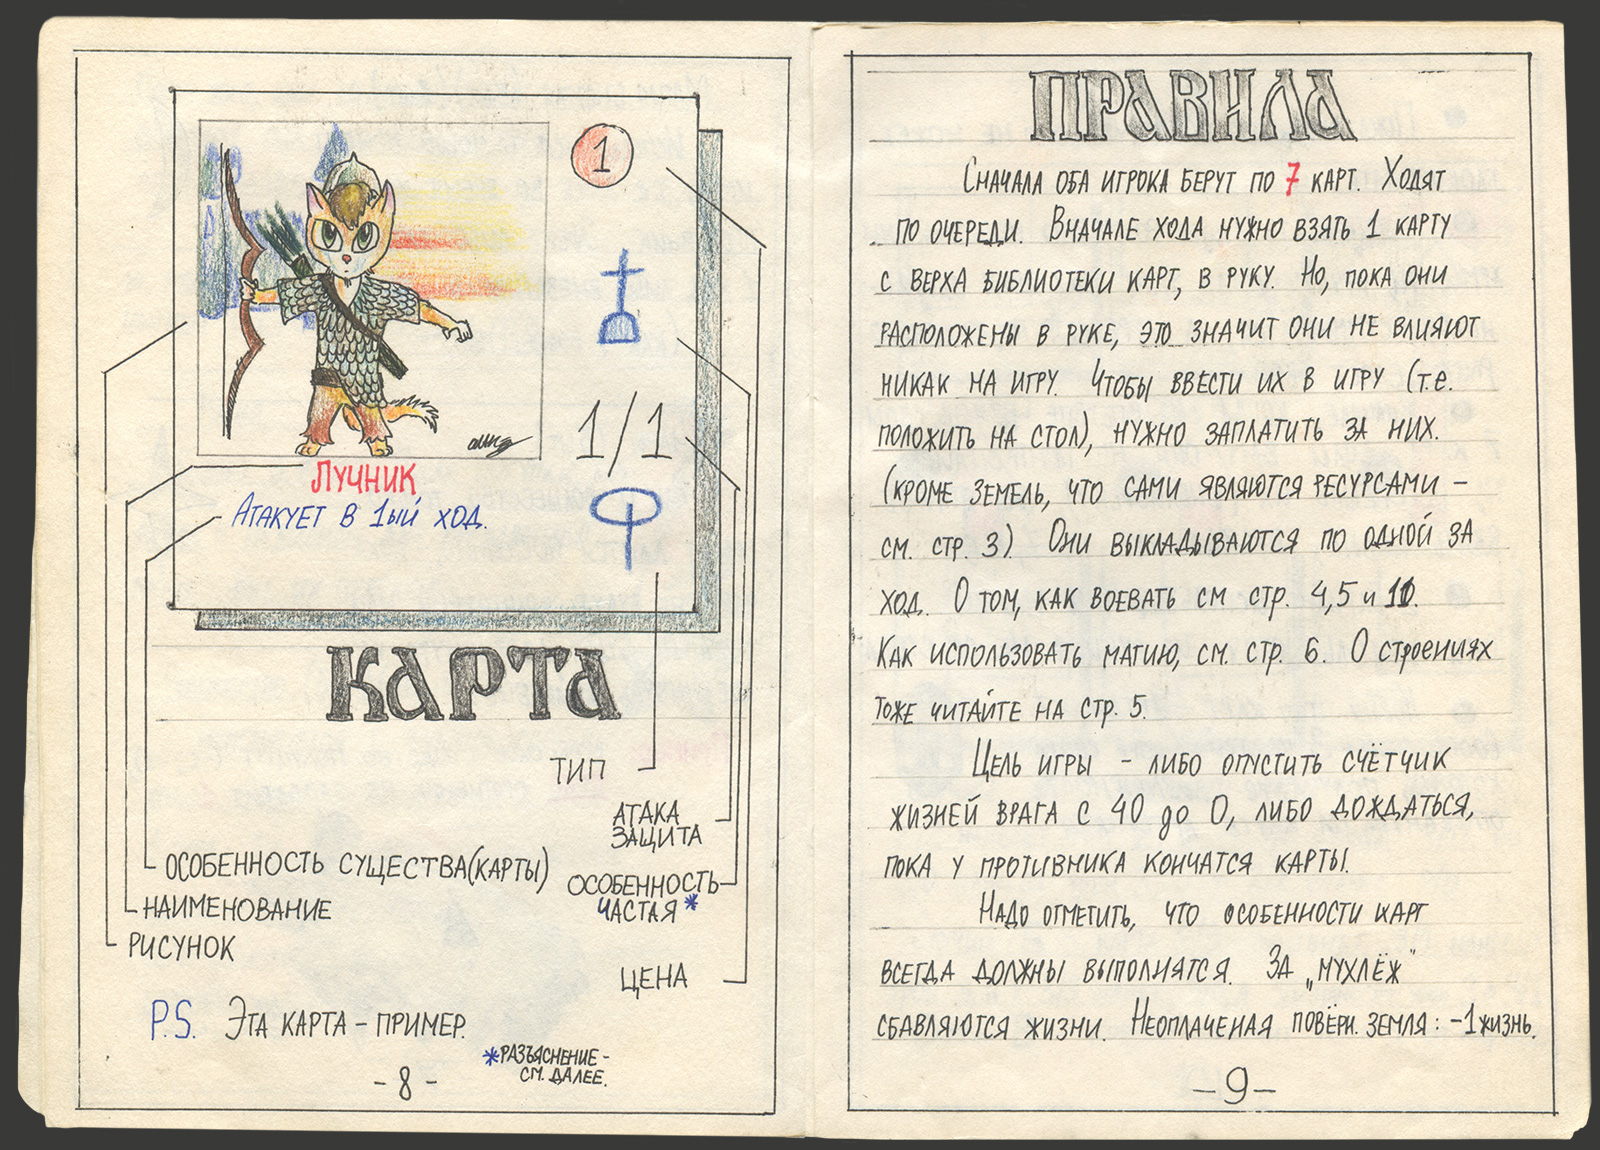 1
1/1
ЛУЧНИК
АТАКУЕТ В 1ЫЙ ХОД.
КАРТА
ТИП
АТАКА
ЗАЩИТА
ОСОБЕННОСТЬ СУЩЕСТВА(КАРТЫ)
ОСОБЕННОСТЬ
ЧАСТАЯ *
НАИМЕНОВАНИЕ
РИСУНОК
ЦЕНА
P.S. ЭТА КАРТА – ПРИМЕР.
*РАЗЪЯСНЕНИЕ –
СМ. ДАЛЕЕ.
- 8 -
ПРАВИЛА
СНАЧАЛА ОБА ИГРОКА БЕРУТ ПО 7 КАРТ. ХОДЯТ
ПО ОЧЕРЕДИ. ВНАЧАЛЕ ХОДА НУЖНО ВЗЯТЬ 1 КАРТУ
С ВЕРХА БИБЛИОТЕКИ КАРТ, В РУКУ. НО, ПОКА ОНИ
РАСПОЛОЖЕНЫ В РУКЕ, ЭТО ЗНАЧИТ ОНИ НЕ ВЛИЯЮТ
НИКАК НА ИГРУ. ЧТОБЫ ВВЕСТИ ИХ В ИГРУ (Т.Е.
ПОЛОЖИТЬ НА СТОЛ), НУЖНО ЗАПЛАТИТЬ ЗА НИХ.
(КРОМЕ ЗЕМЕЛЬ, ЧТО САМИ ЯВЛЯЮТСЯ РЕСУРСАМИ –
СМ. СТР. 3). ОНИ ВЫКЛАДЫВАЮТСЯ ПО ОДНОЙ ЗА
ХОД. О ТОМ, КАК ВОЕВАТЬ СМ СТР. 4,5 и 11.
КАК ИСПОЛЬЗОВАТЬ МАГИЮ, СМ. СТР. 6. О СТРОЕНИЯХ
ТОЖЕ ЧИТАЙТЕ НА СТР. 5.
ЦЕЛЬ ИГРЫ – ЛИБО ОПУСТИТЬ СЧЁТЧИК
ЖИЗНЕЙ ВРАГА С 40 до 0, ЛИБО ДОЖДАТЬСЯ,
ПОКА У ПРОТИВНИКА КОНЧАТСЯ КАРТЫ.
НАДО ОТМЕТИТЬ, ЧТО ОСОБЕННОСТИ КАРТ
ВСЕГДА ДОЛЖНЫ ВЫПОЛНЯТСЯ. ЗА „МУХЛЁЖ“
СБАВЛЯЮТСЯ ЖИЗНИ. НЕОПЛАЧЕНАЯ ПОВЁРН. ЗЕМЛЯ: -1 ЖИЗНЬ.
- 9 -